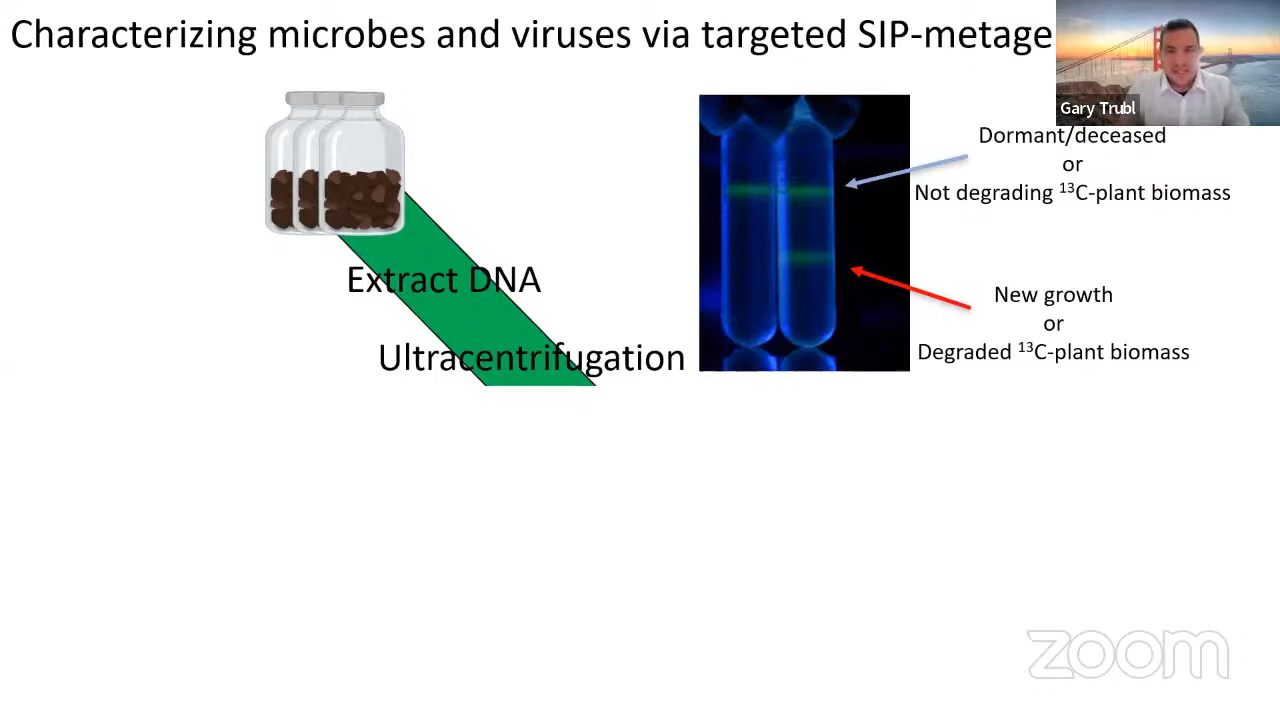 Characterizing microbes and viruses via targeted SIP-metage
Gary Trubl
Dormant/deceased
or
Not degrading ¹³C-plant biomass
Extract DNA
New growth
or
Degraded ¹³C-plant biomass
Ultracentrifugation
zoom